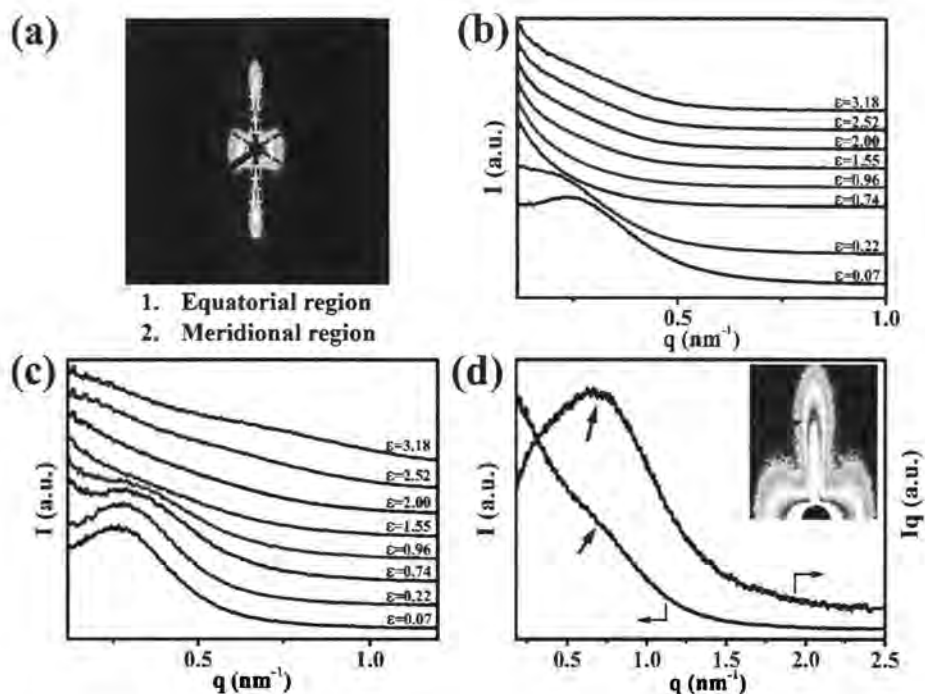 (a)
1. Equatorial region
2. Meridional region
(b)
I (a.u.)
ε=3.18
ε=2.52
ε=2.00
ε=1.55
ε=0.96
ε=0.74
ε=0.22
ε=0.07
0.5
1.0
q (nm⁻¹)
(c)
I (a.u.)
ε=3.18
ε=2.52
ε=2.00
ε=1.55
ε=0.96
ε=0.74
ε=0.22
ε=0.07
0.5
1.0
q (nm⁻¹)
(d)
I (a.u.)
Iq (a.u.)
0.5
1.0
1.5
2.0
2.5
q (nm⁻¹)